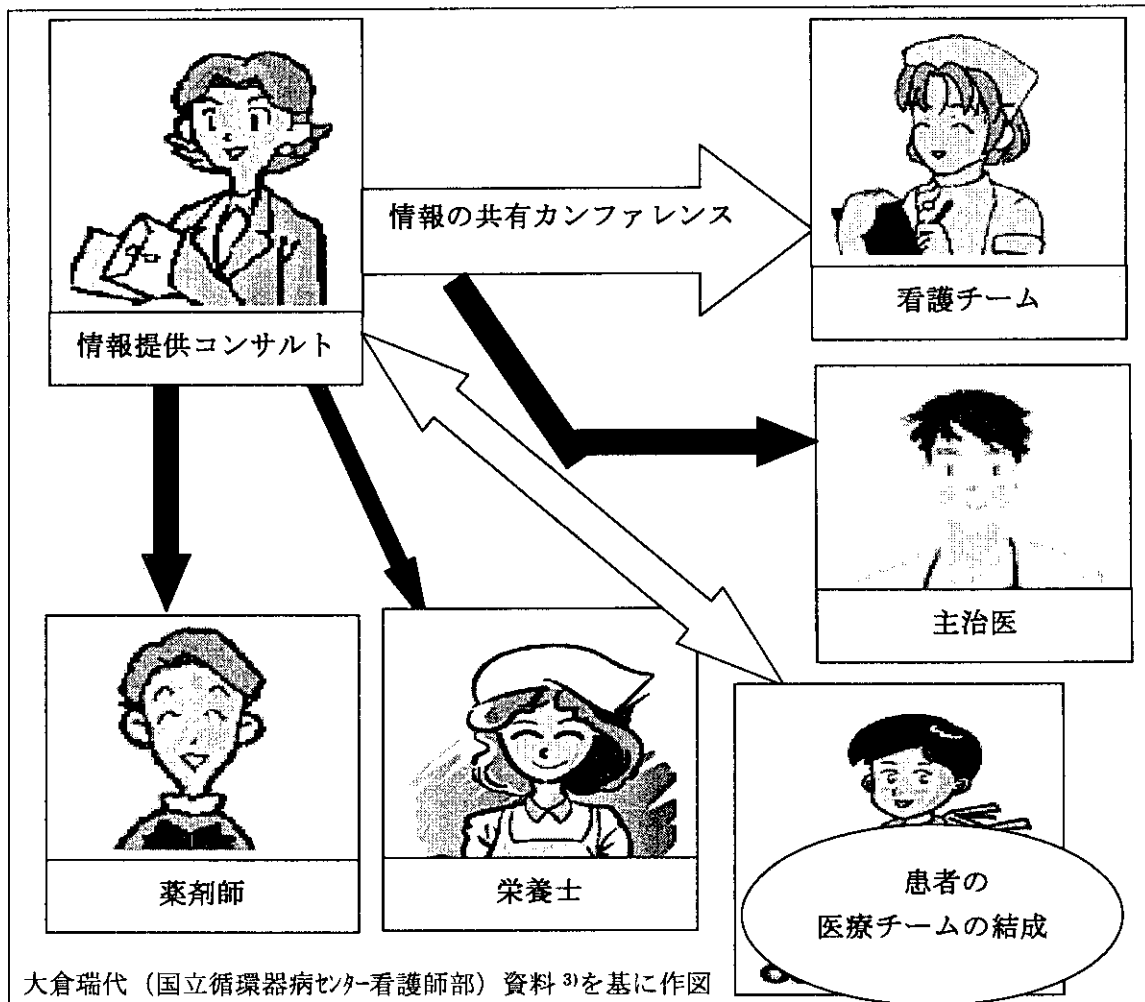 情報の共有カンファレンス
看護チーム
情報提供コンサルト
主治医
薬剤師
栄養士
患者の
医療チームの結成
大倉瑞代（国立循環器病ｾﾝﾀｰ看護師部）資料 3)を基に作図